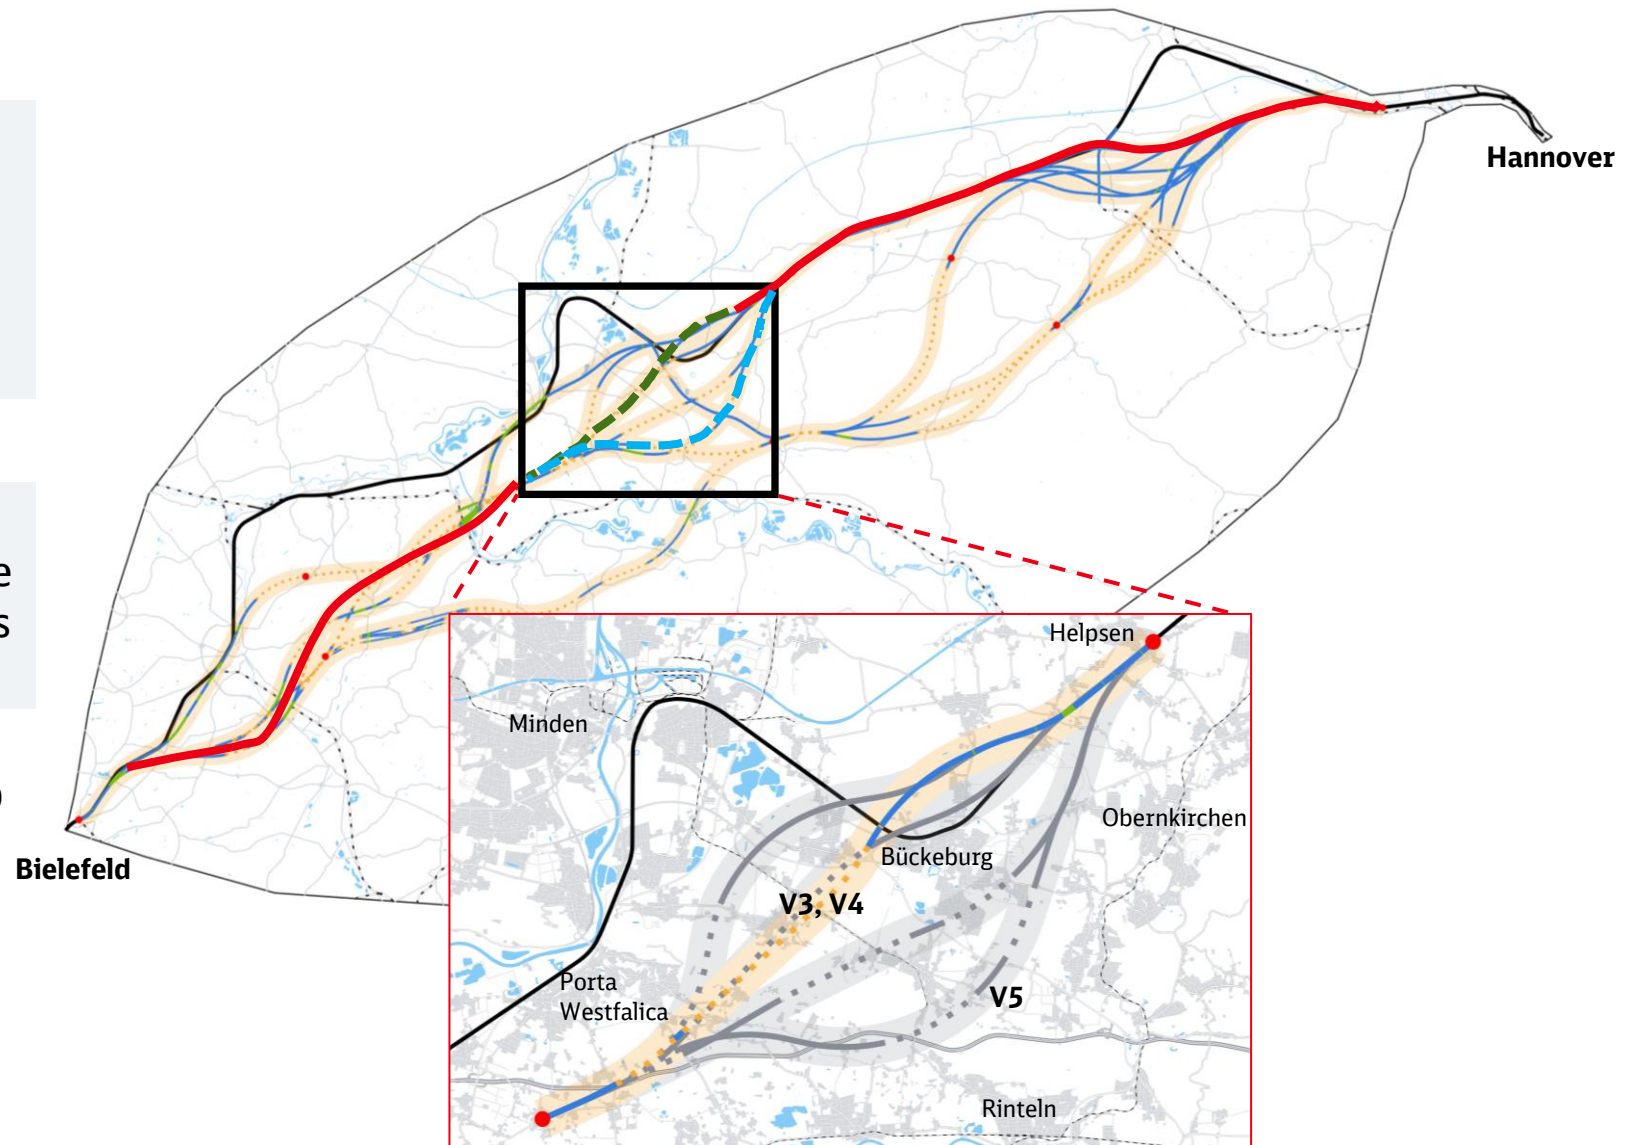 Hannover
e
s
)
Bielefeld
Helpsen
Minden
Obernkirchen
Bückeburg
V3, V4
Porta
Westfalica
V5
Rinteln